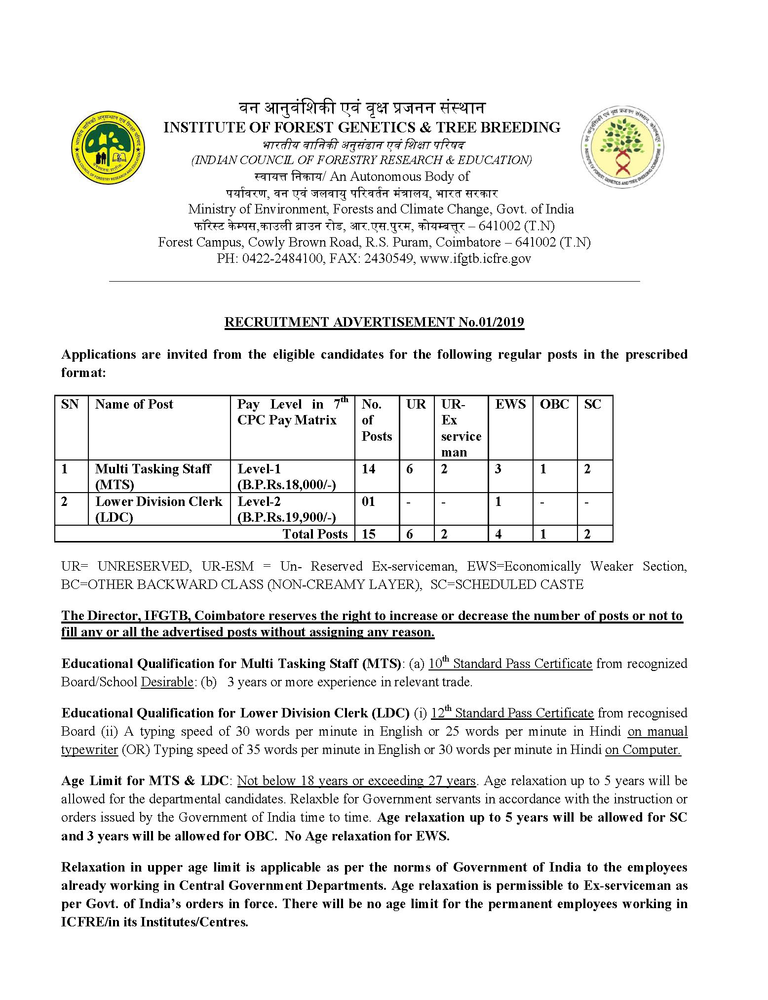 वन आनुवंशिकी एवं वृक्ष प्रजनन संस्थान
INSTITUTE OF FOREST GENETICS & TREE BREEDING
भारतीय वानिकी अनुसंढान एवं शिक्षा परिषद
(INDIAN COUNCIL OF FORESTRY RESEARCH & EDUCATION)
स्वायत्त निकाय/ An Autonomous Body of
पर्यावरण, वन एवं जलवायु परिवर्तन मंत्रालय, भारत सरकार
Ministry of Environment, Forests and Climate Change, Govt. of India
फॉरेस्ट केम्पस,काउली ब्राउन रोड, आर.एस.पुरम, कोयम्बत्तूर – 641002 (T.N)
Forest Campus, Cowly Brown Road, R.S. Puram, Coimbatore – 641002 (T.N)
PH: 0422-2484100, FAX: 2430549, www.ifgtb.icfre.gov
भारतीय वानिकी अनुसन्धान एवं शिक्षा परिषद
INDIAN COUNCIL OF FORESTRY RESEARCH AND EDUCATION
वन अनुवंशिकी एवं वृक्ष प्रजनन संस्थान, कोयम्बत्तूर
INSTITUTE OF FOREST GENETICS AND TREE BREEDING COIMBATORE
RECRUITMENT ADVERTISEMENT No.01/2019
Applications are invited from the eligible candidates for the following regular posts in the prescribed
format:
SN Name of Post Pay Level in 7th CPC Pay Matrix No. of Posts UR UR-Ex service man EWS OBC SC
1 Multi Tasking Staff (MTS) Level-1 (B.P.Rs.18,000/-) 14 6 2 3 1 2
2 Lower Division Clerk (LDC) Level-2 (B.P.Rs.19,900/-) 01 - - 1 - -
Total Posts 15 6 2 4 1 2
UR= UNRESERVED, UR-ESM = Un- Reserved Ex-serviceman, EWS=Economically Weaker Section,
BC=OTHER BACKWARD CLASS (NON-CREAMY LAYER), SC=SCHEDULED CASTE
The Director, IFGTB, Coimbatore reserves the right to increase or decrease the number of posts or not to
fill any or all the advertised posts without assigning any reason.
Educational Qualification for Multi Tasking Staff (MTS): (a) 10th Standard Pass Certificate from recognized
Board/School Desirable: (b) 3 years or more experience in relevant trade.
Educational Qualification for Lower Division Clerk (LDC) (i) 12th Standard Pass Certificate from recognised
Board (ii) A typing speed of 30 words per minute in English or 25 words per minute in Hindi on manual
typewriter (OR) Typing speed of 35 words per minute in English or 30 words per minute in Hindi on Computer.
Age Limit for MTS & LDC: Not below 18 years or exceeding 27 years. Age relaxation up to 5 years will be
allowed for the departmental candidates. Relaxble for Government servants in accordance with the instruction or
orders issued by the Government of India time to time. Age relaxation up to 5 years will be allowed for SC
and 3 years will be allowed for OBC. No Age relaxation for EWS.
Relaxation in upper age limit is applicable as per the norms of Government of India to the employees
already working in Central Government Departments. Age relaxation is permissible to Ex-serviceman as
per Govt. of India’s orders in force. There will be no age limit for the permanent employees working in
ICFRE/in its Institutes/Centres.